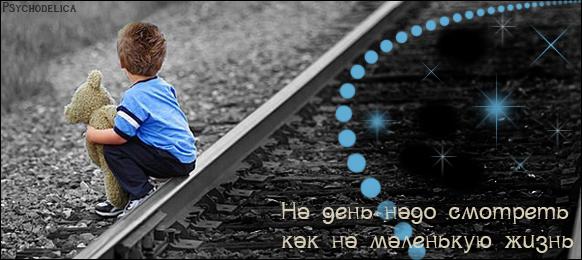 Psychodelica
На день надо смотреть
как на маленькую жизнь